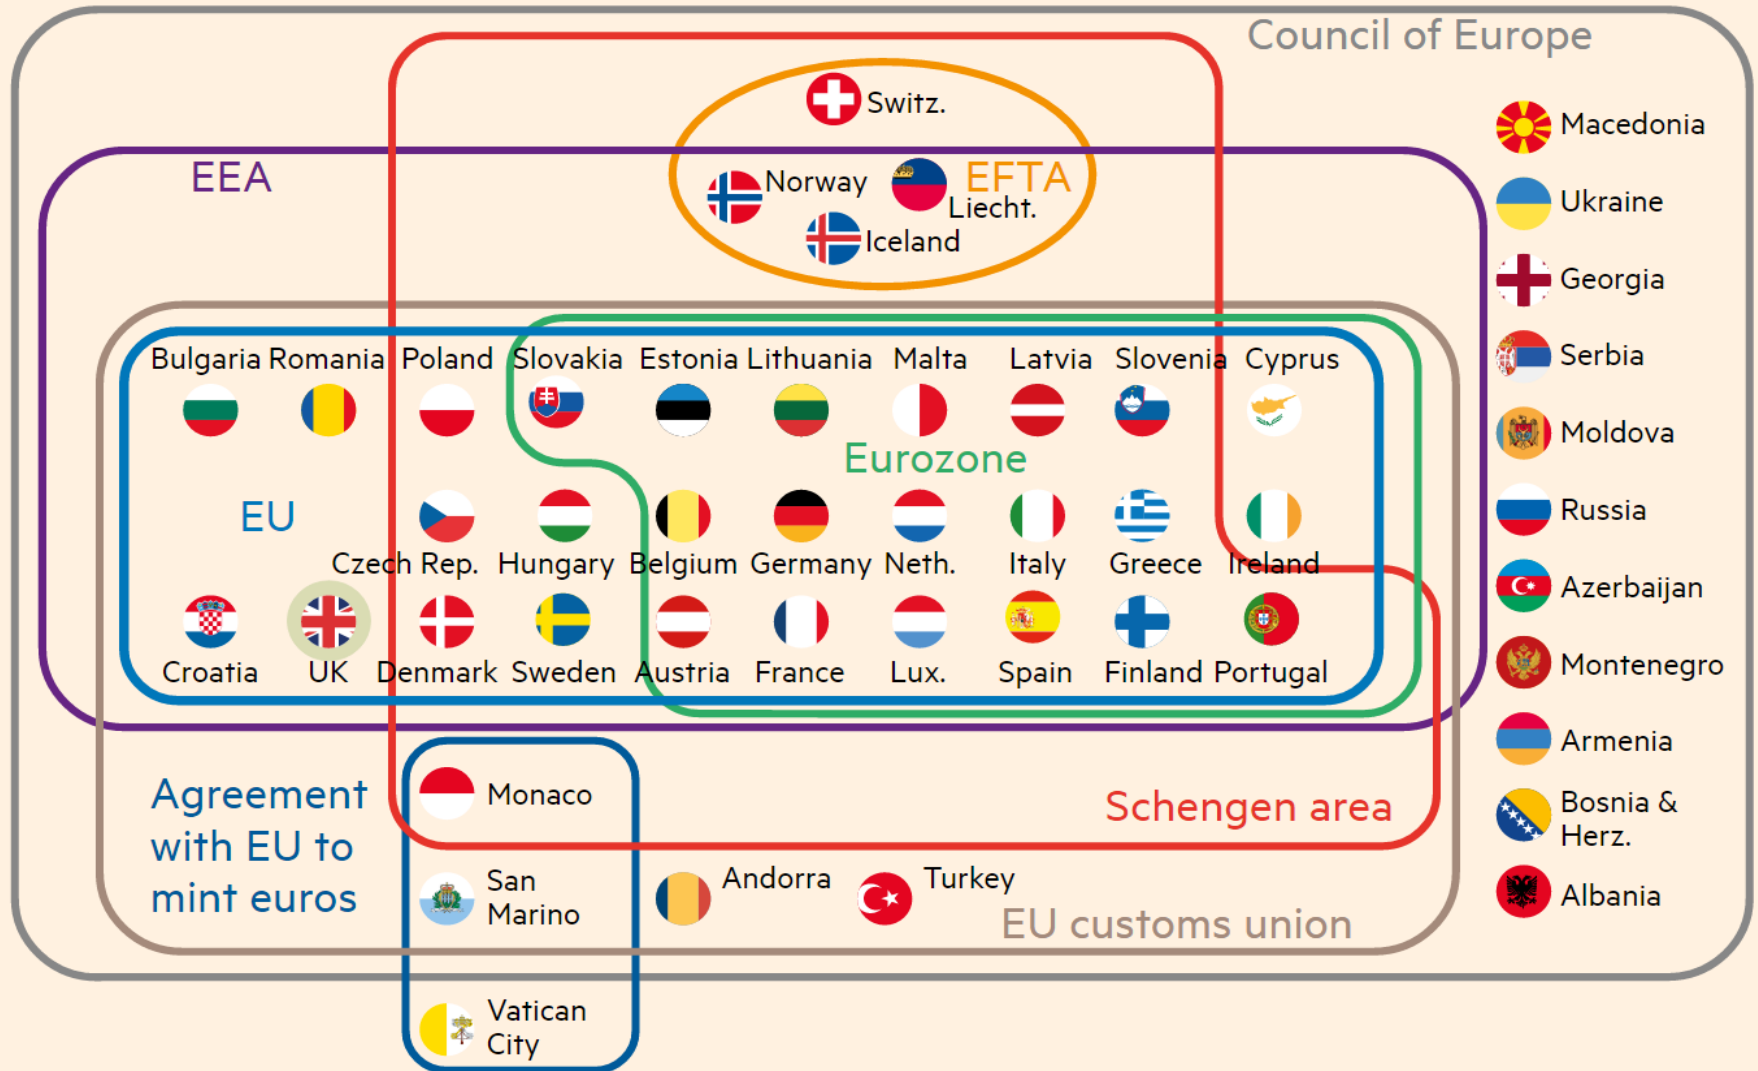 Council of Europe
Switz.
Macedonia
EEA
Norway
EFTA
Liecht.
Iceland
Ukraine
Georgia
Bulgaria Romania Poland Slovakia Estonia Lithuania Malta Latvia Slovenia Cyprus
Serbia
Moldova
Eurozone
EU
Russia
Czech Rep. Hungary Belgium Germany Neth. Italy Greece Ireland
Azerbaijan
Croatia UK Denmark Sweden Austria France Lux. Spain Finland Portugal
Montenegro
Armenia
Agreement
with EU to
mint euros
Monaco
Schengen area
Bosnia &
Herz.
San
Marino
Andorra
Turkey
Albania
EU customs union
Vatican
City